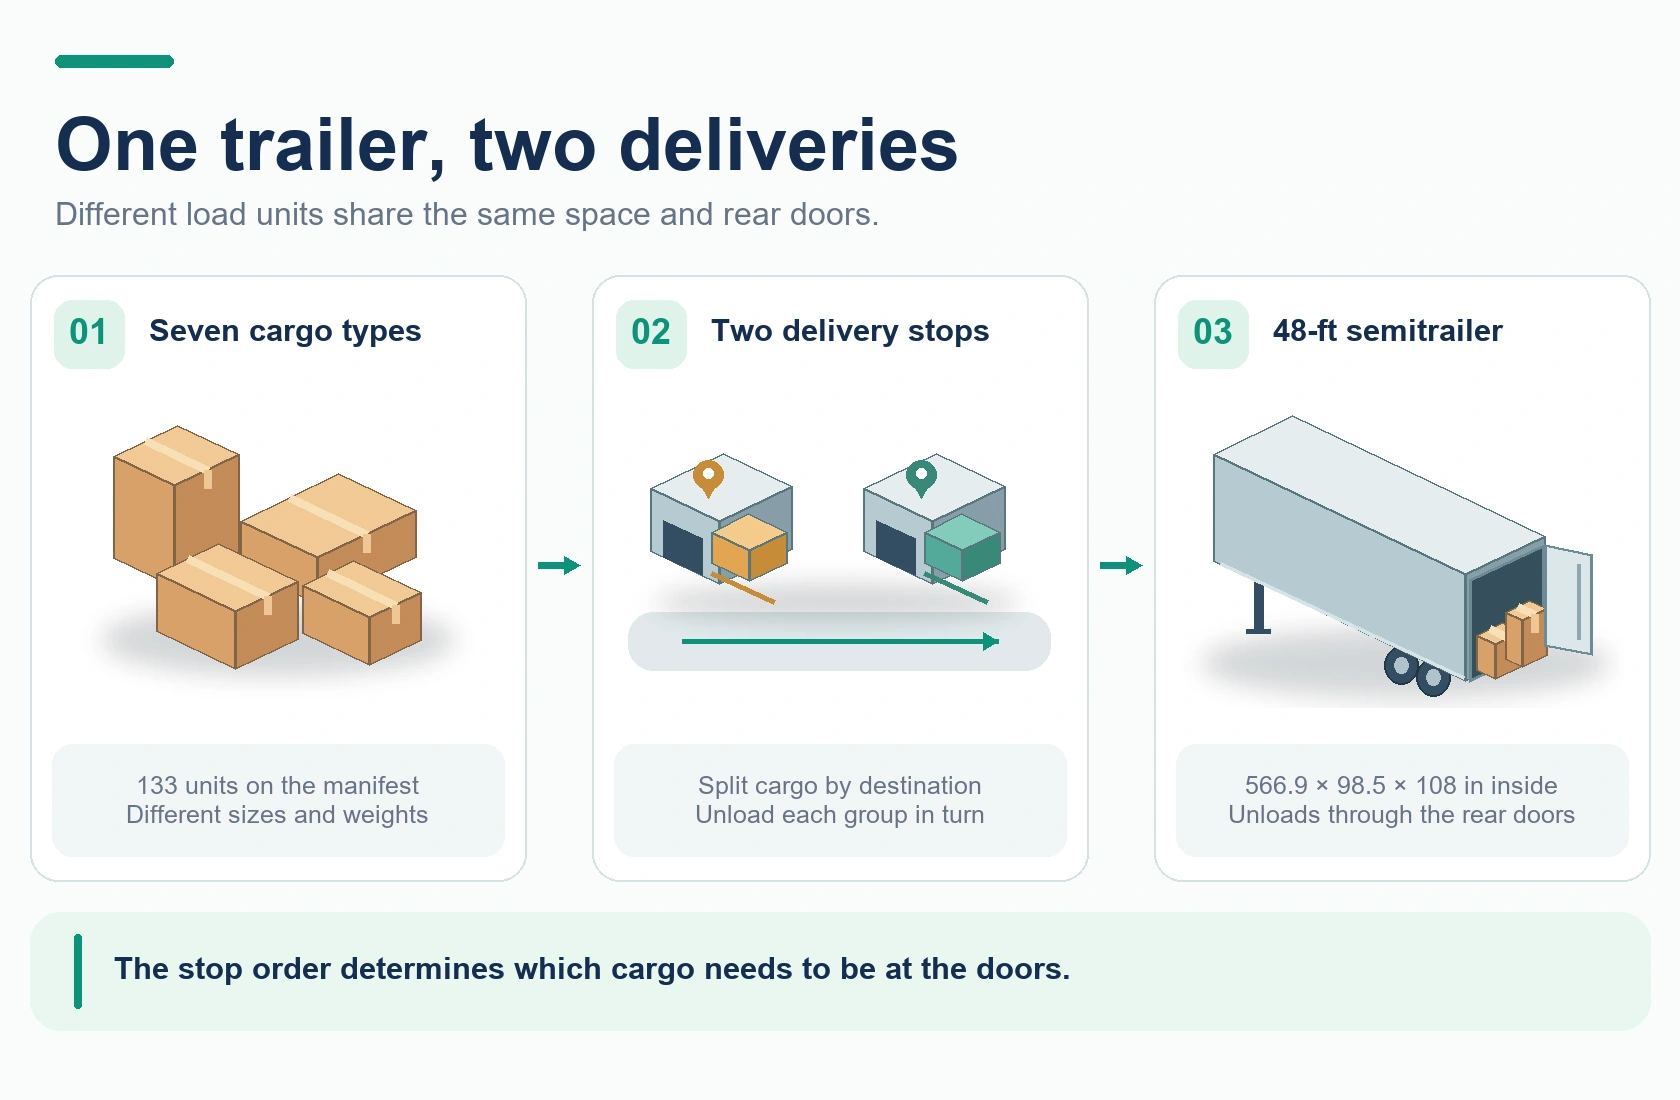 One trailer, two deliveries
Different load units share the same space and rear doors.
01 Seven cargo types
133 units on the manifest
Different sizes and weights
02 Two delivery stops
Split cargo by destination
Unload each group in turn
03 48-ft semitrailer
566.9 × 98.5 × 108 in inside
Unloads through the rear doors
The stop order determines which cargo needs to be at the doors.